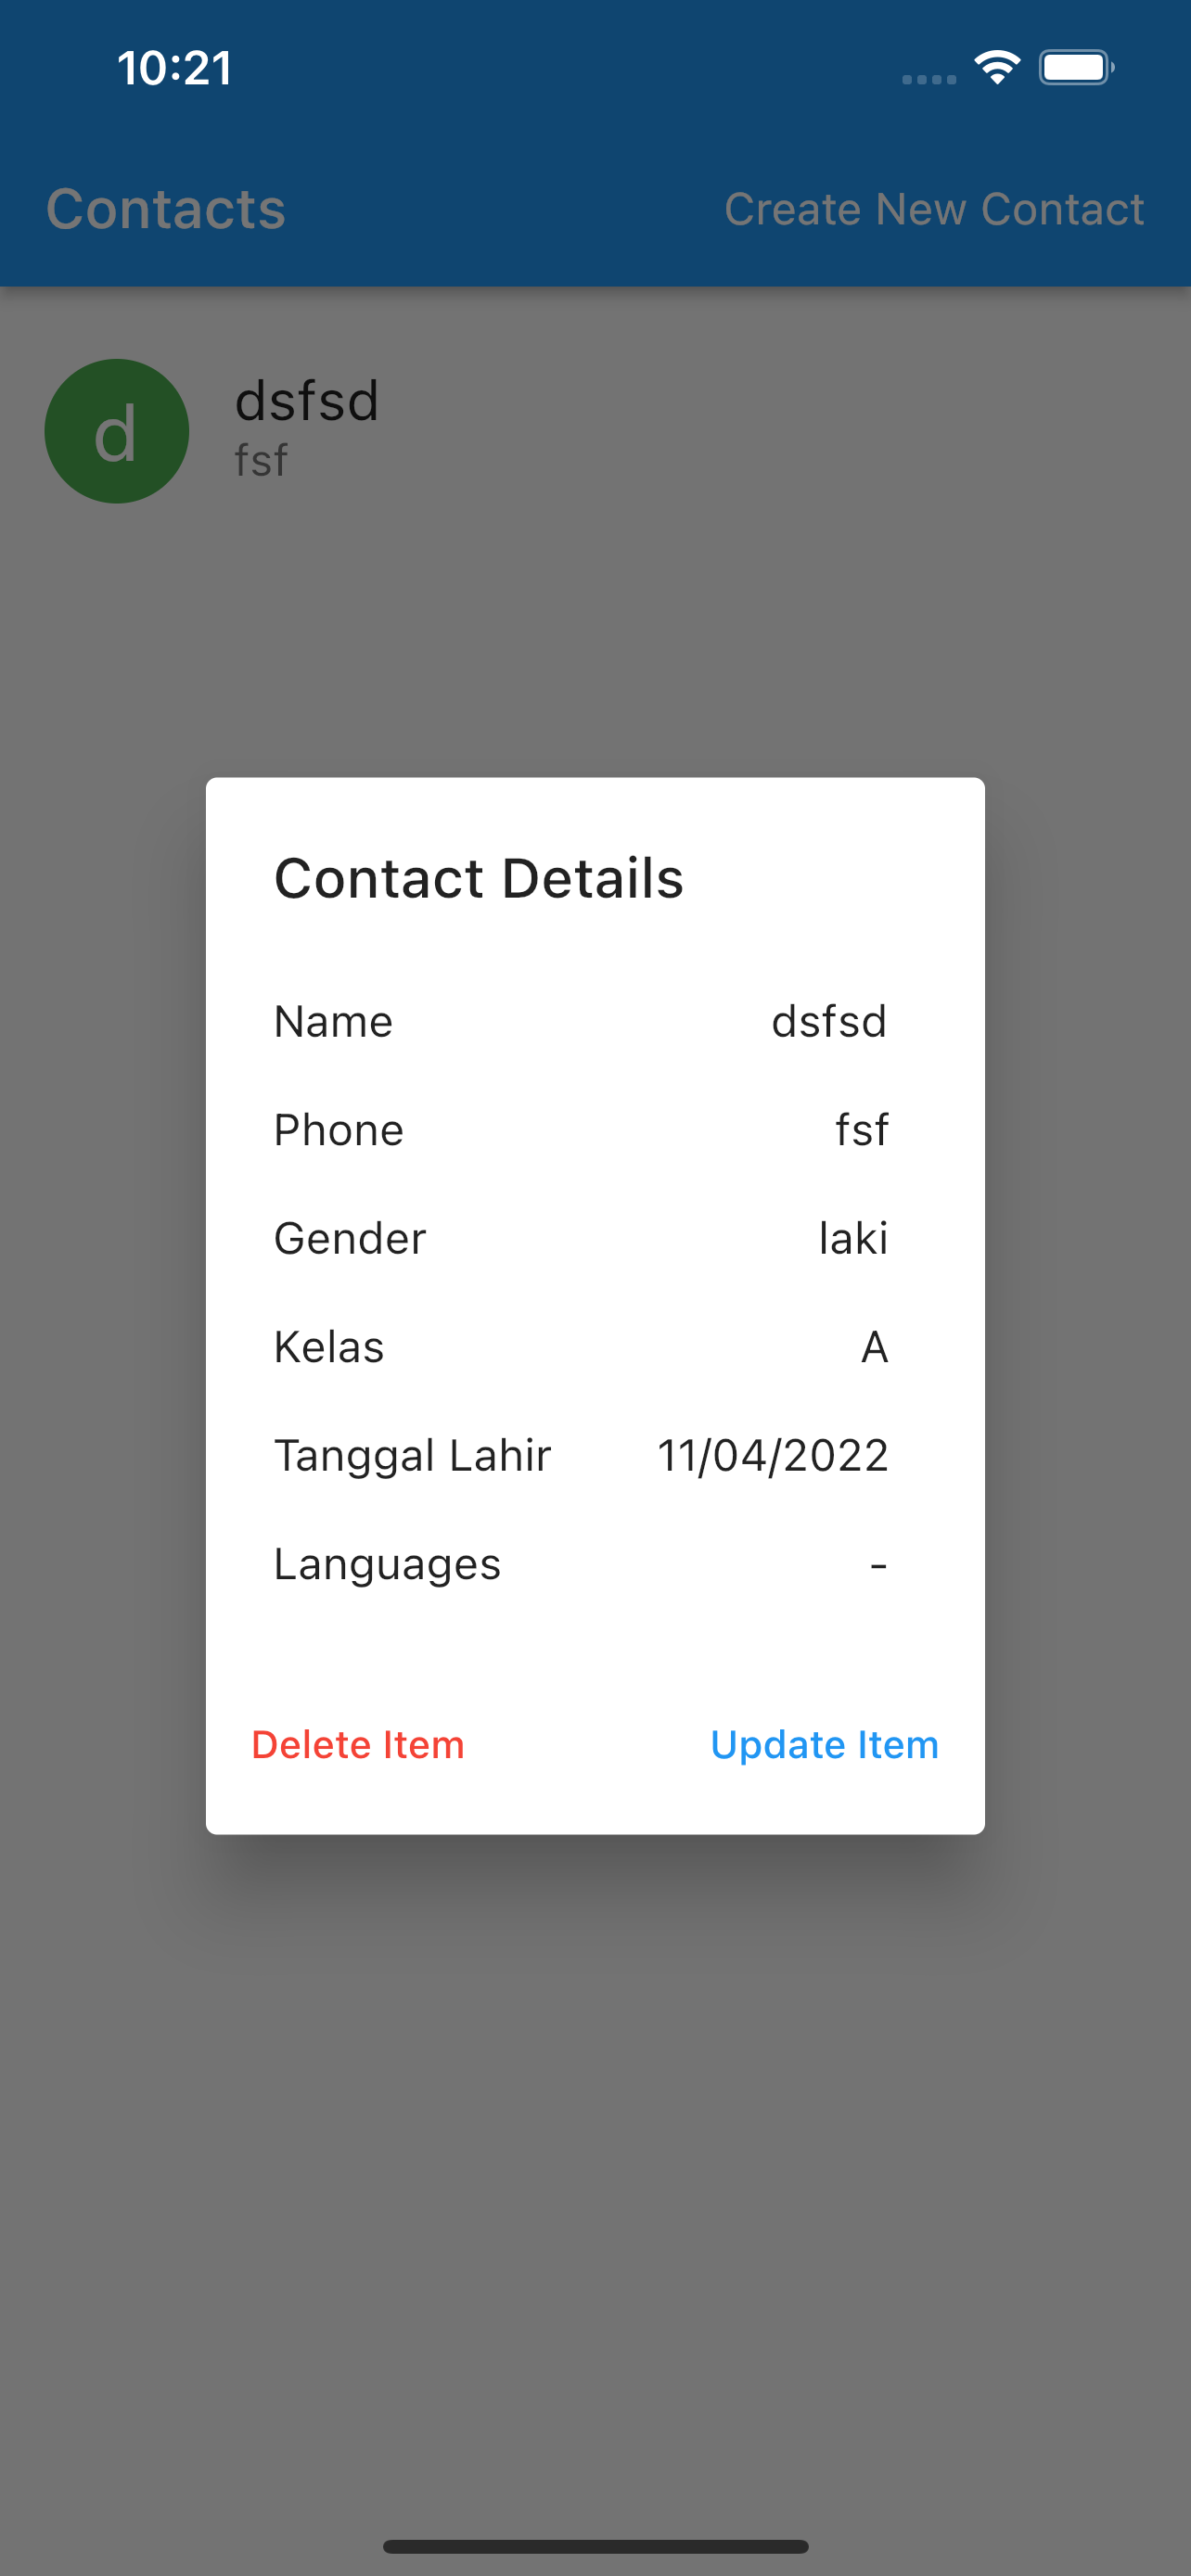 10:21
Contacts Create New Contact
d
dsfsd
fsf
Contact Details
Name dsfsd
Phone fsf
Gender laki
Kelas A
Tanggal Lahir 11/04/2022
Languages -
Delete Item Update Item